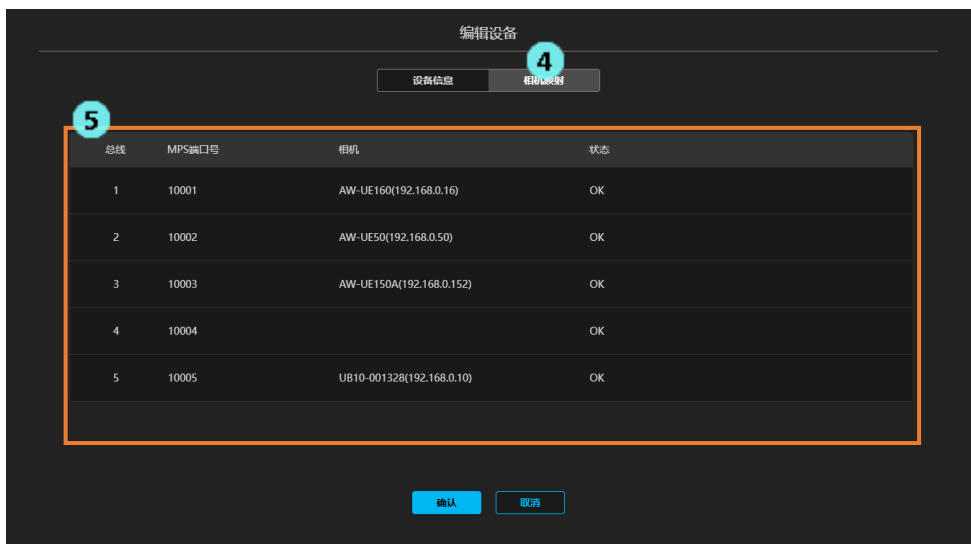 编辑设备
4
设备信息 相机映射
5
总线 MPS端口号 相机 状态
1 10001 AW-UE160(192.168.0.16) OK
2 10002 AW-UE50(192.168.0.50) OK
3 10003 AW-UE150A(192.168.0.152) OK
4 10004 OK
5 10005 UB10-001328(192.168.0.10) OK
确认 取消